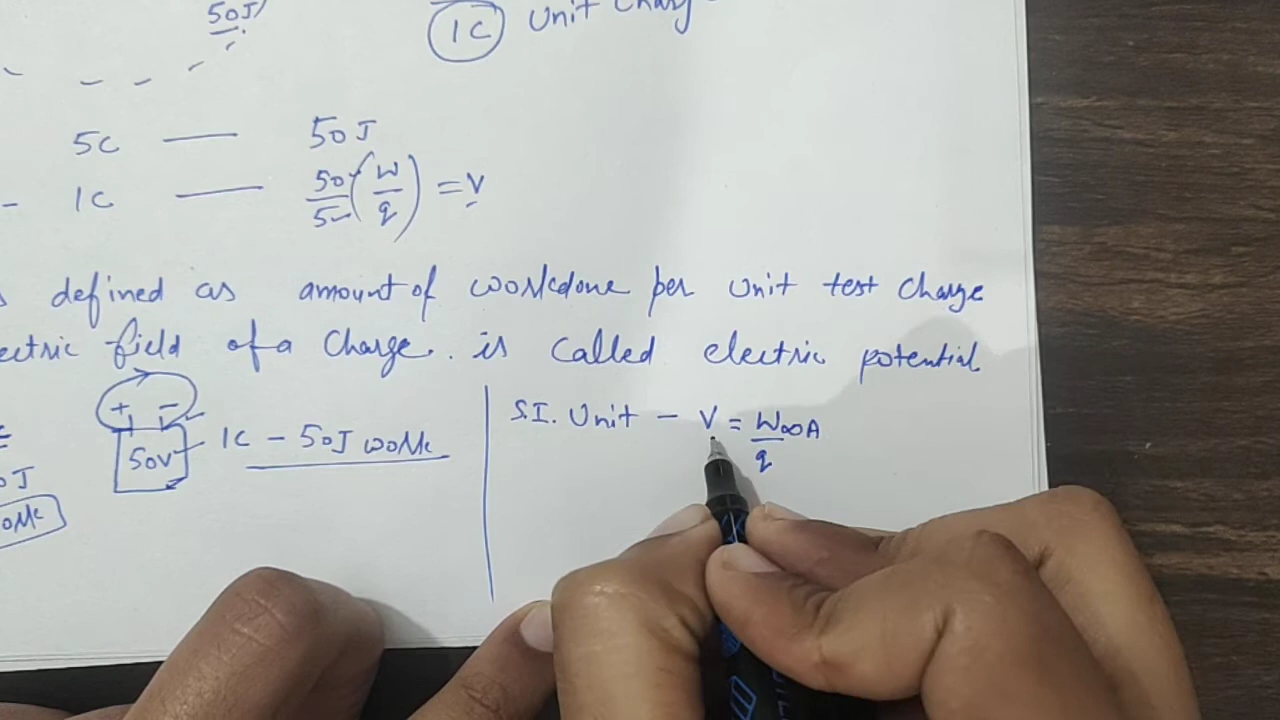 50J
1C Unit Charg
5C — 50J
1C — 50/5 (W/q) = V
defined as amount of workdone per unit test charge
ectric field of a charge. is called electric potential
+ -
50V 1C - 50J work
S.I. Unit - V = W∞A/q
J